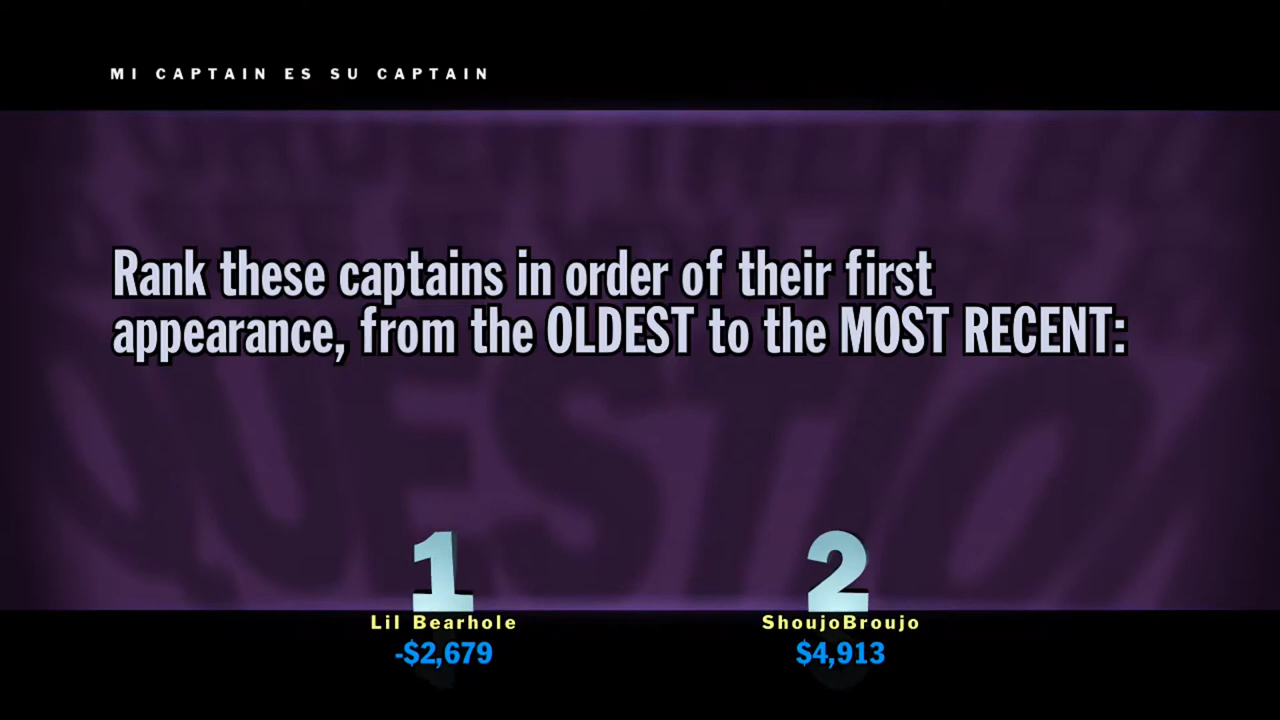 MI CAPTAIN ES SU CAPTAIN
Rank these captains in order of their first
appearance, from the OLDEST to the MOST RECENT:
QUESTION
1
2
Lil Bearhole
ShoujoBroujo
-$2,679
$4,913